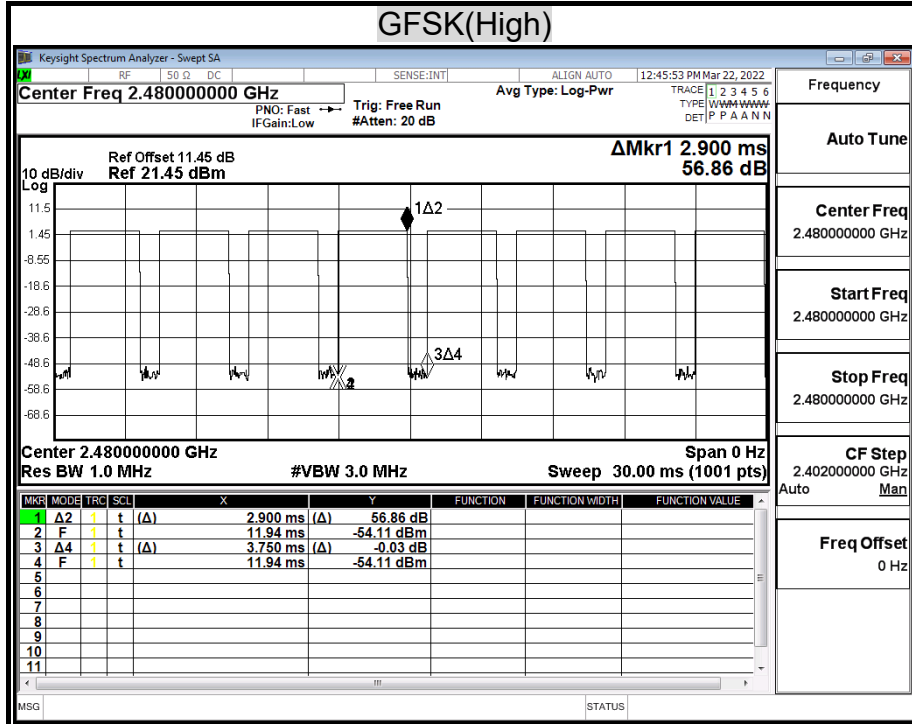 GFSK(High)
Keysight Spectrum Analyzer - Swept SA
LXI RF 50 Ω DC SENSE:INT ALIGN AUTO 12:45:53 PM Mar 22, 2022
Center Freq 2.480000000 GHz
PNO: Fast
IFGain:Low
Trig: Free Run
#Atten: 20 dB
Avg Type: Log-Pwr
TRACE 1 2 3 4 5 6
TYPE WWMWWWW
DET P P A A N N
ΔMkr1 2.900 ms
56.86 dB
Ref Offset 11.45 dB
10 dB/div Ref 21.45 dBm
Log
11.5
1.45
-8.55
-18.6
-28.6
-38.6
-48.6
-58.6
-68.6
1Δ2
3Δ4
Center 2.480000000 GHz Span 0 Hz
Res BW 1.0 MHz #VBW 3.0 MHz Sweep 30.00 ms (1001 pts)
MKR MODE TRC SCL X Y FUNCTION FUNCTION WIDTH FUNCTION VALUE
1 Δ2 1 t (Δ) 2.900 ms (Δ) 56.86 dB
2 F 1 t 11.94 ms -54.11 dBm
3 Δ4 1 t (Δ) 3.750 ms (Δ) -0.03 dB
4 F 1 t 11.94 ms -54.11 dBm
5
6
7
8
9
10
11
MSG STATUS
Frequency
Auto Tune
Center Freq
2.480000000 GHz
Start Freq
2.480000000 GHz
Stop Freq
2.480000000 GHz
CF Step
2.402000000 GHz
Auto Man
Freq Offset
0 Hz